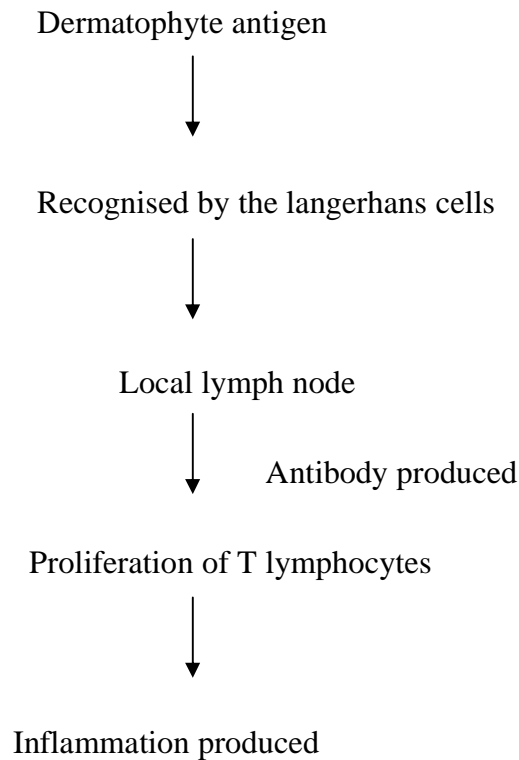 Dermatophyte antigen
Recognised by the langerhans cells
Local lymph node
Antibody produced
Proliferation of T lymphocytes
Inflammation produced